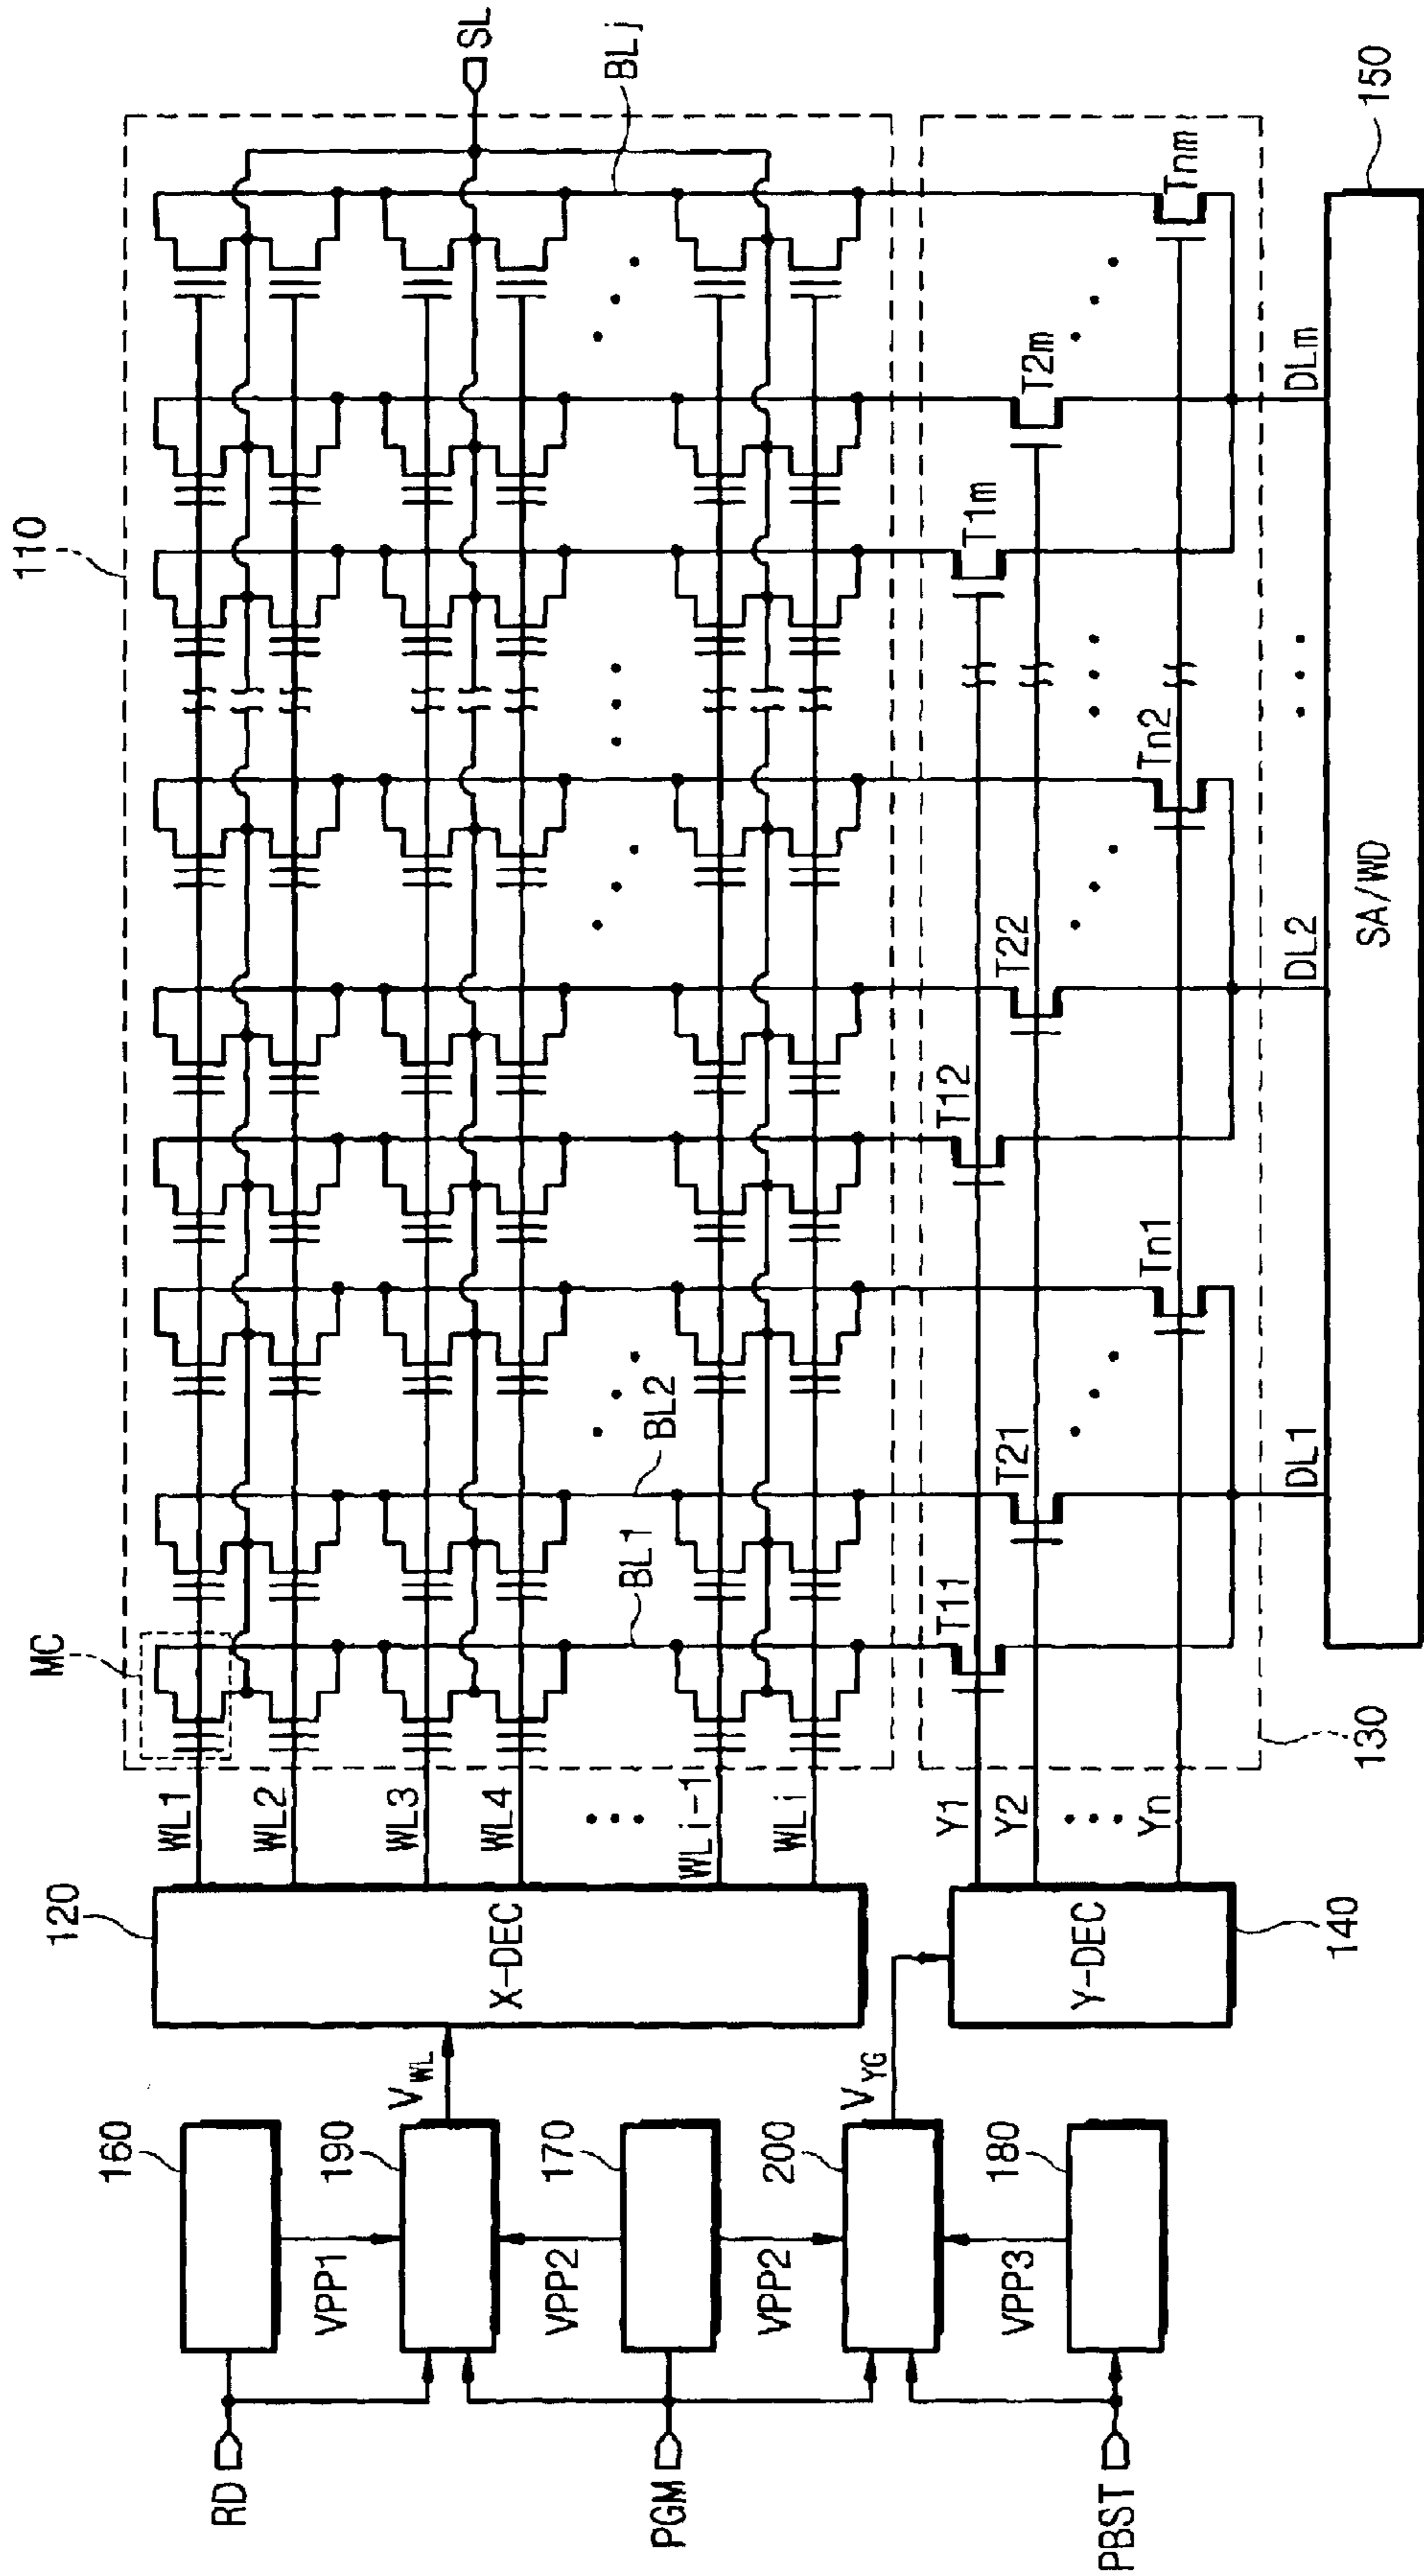 110
MC
SL
BLj
BL2
BL1
120
X-DEC
WL1
WL2
WL3
WL4
WLi-1
WLi
160
190
170
200
180
RD
PGM
PBST
VPP1
VPP2
VPP2
VPP3
VWL
VYG
140
Y-DEC
Y1
Y2
Yn
130
T11
T21
Tn1
T12
T22
Tn2
T1m
T2m
Tnm
DL1
DL2
DLm
SA/WD
150